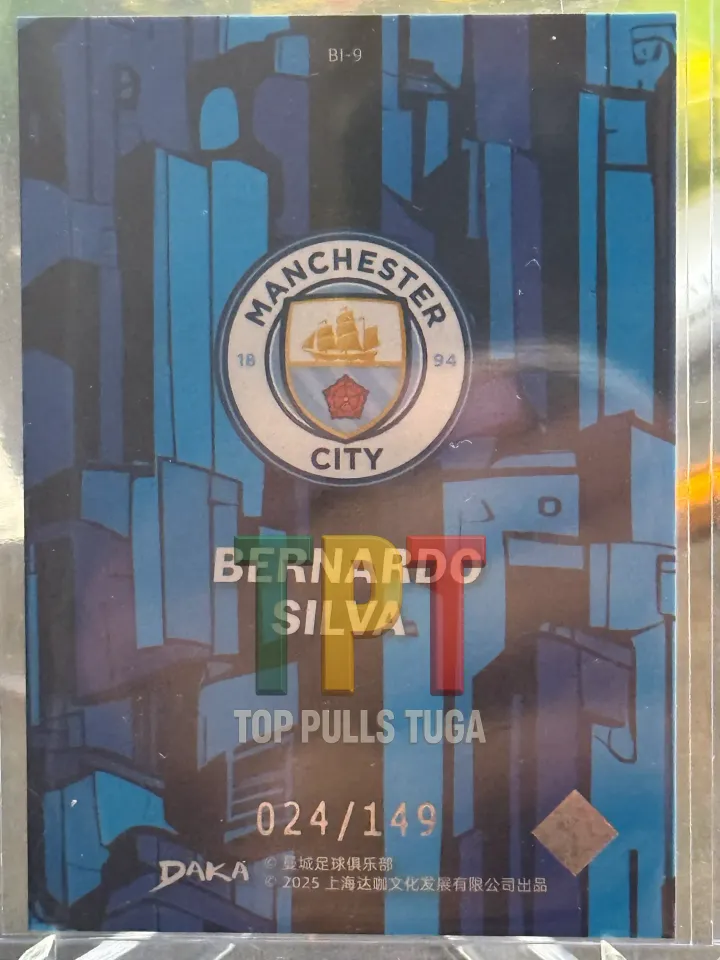 BI-9
MANCHESTER
18 94
CITY
BERNARDO
SILVA
TPT
TOP PULLS TUGA
024/149
DAKA
© 曼城足球俱乐部
© 2025 上海达咖文化发展有限公司出品